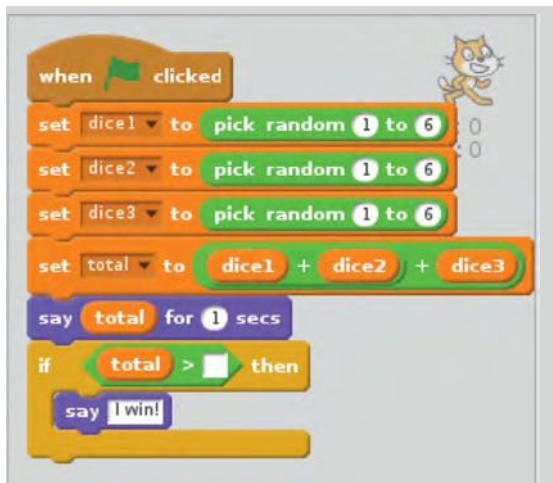 when clicked
set dice1 to pick random 1 to 6
: 0
set dice2 to pick random 1 to 6
: 0
set dice3 to pick random 1 to 6
set total to dice1 + dice2 + dice3
say total for 1 secs
if total > then
say I win!